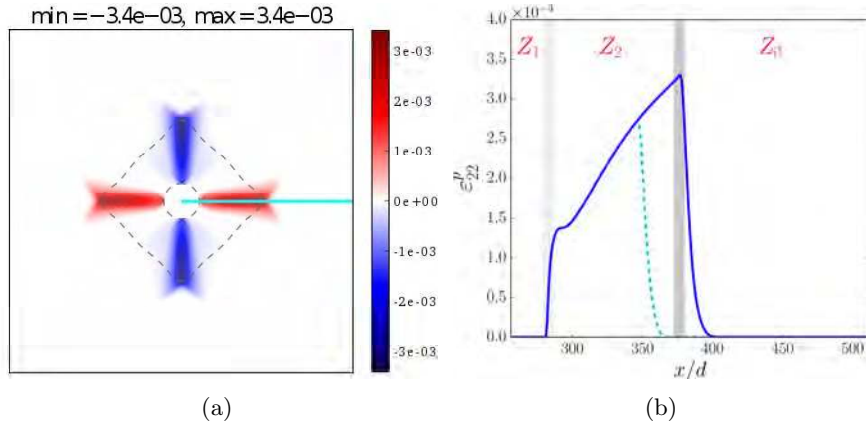 min = −3.4e−03, max = 3.4e−03
3e-03
2e-03
1e-03
0e+00
-1e-03
-2e-03
-3e-03
(a)
×10⁻³
4.0
3.5
3.0
2.5
2.0
1.5
1.0
0.5
0.0
ε₂₂ᵖ
Z₁
Z₂
300
350
400
450
500
x/d
(b)